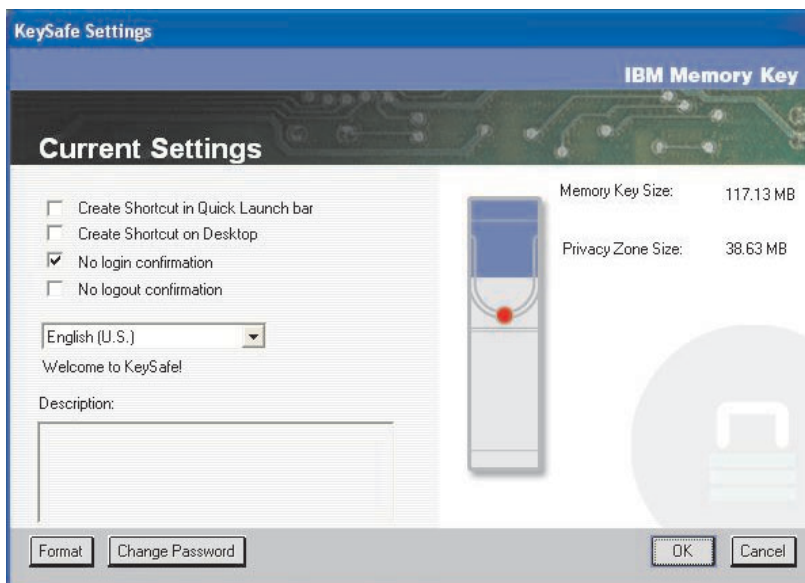 KeySafe Settings
IBM Memory Key
Current Settings
Create Shortcut in Quick Launch bar
Create Shortcut on Desktop
No login confirmation
No logout confirmation
English (U.S.)
Welcome to KeySafe!
Description:
Memory Key Size: 117.13 MB
Privacy Zone Size: 38.63 MB
Format
Change Password
OK
Cancel